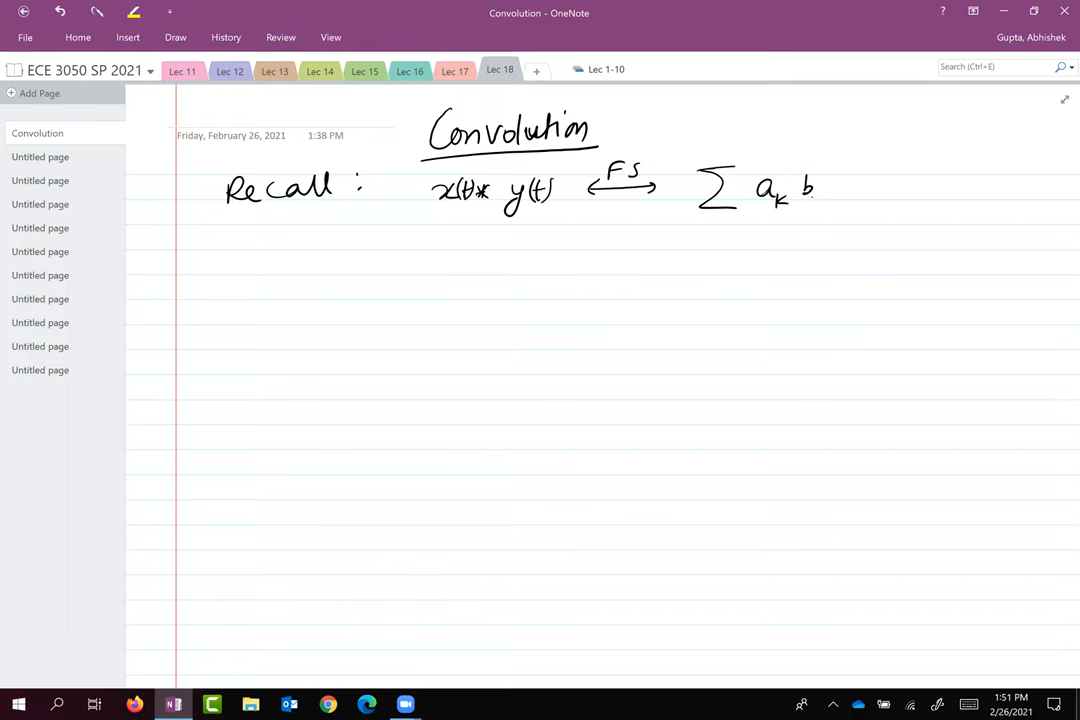 Convolution - OneNote
?
File Home Insert Draw History Review View
Gupta, Abhishek
ECE 3050 SP 2021 Lec 11 Lec 12 Lec 13 Lec 14 Lec 15 Lec 16 Lec 17 Lec 18 + Lec 1-10
Search (Ctrl+E)
Add Page
Convolution
Untitled page
Untitled page
Untitled page
Untitled page
Untitled page
Untitled page
Untitled page
Untitled page
Untitled page
Untitled page
Convolution
Friday, February 26, 2021 1:38 PM
Recall : x(t)* y(t) <-> FS ∑ a_k b
1:51 PM
2/26/2021